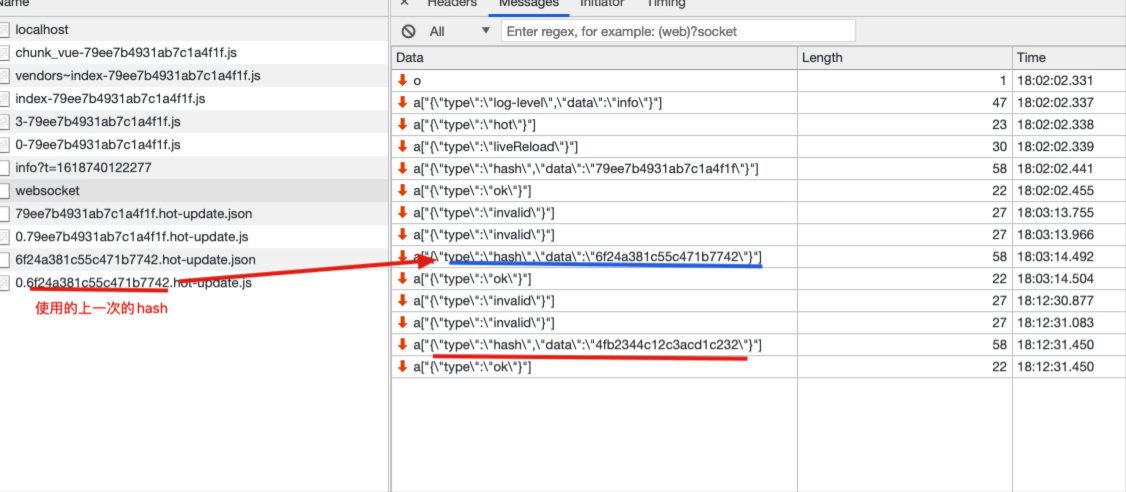 Name
localhost
chunk_vue-79ee7b4931ab7c1a4f1f.js
vendors~index-79ee7b4931ab7c1a4f1f.js
index-79ee7b4931ab7c1a4f1f.js
3-79ee7b4931ab7c1a4f1f.js
0-79ee7b4931ab7c1a4f1f.js
info?t=1618740122277
websocket
79ee7b4931ab7c1a4f1f.hot-update.json
0.79ee7b4931ab7c1a4f1f.hot-update.js
6f24a381c55c471b7742.hot-update.json
0.6f24a381c55c471b7742.hot-update.js
使用的上一次的hash
× Headers Messages Initiator Timing
All ▼ Enter regex, for example: (web)?socket
Data Length Time
o 1 18:02:02.331
a["{\"type\":\"log-level\",\"data\":\"info\"}"] 47 18:02:02.337
a["{\"type\":\"hot\"}"] 23 18:02:02.338
a["{\"type\":\"liveReload\"}"] 30 18:02:02.339
a["{\"type\":\"hash\",\"data\":\"79ee7b4931ab7c1a4f1f\"}"] 58 18:02:02.441
a["{\"type\":\"ok\"}"] 22 18:02:02.455
a["{\"type\":\"invalid\"}"] 27 18:03:13.755
a["{\"type\":\"invalid\"}"] 27 18:03:13.966
a["{\"type\":\"hash\",\"data\":\"6f24a381c55c471b7742\"}"] 58 18:03:14.492
a["{\"type\":\"ok\"}"] 22 18:03:14.504
a["{\"type\":\"invalid\"}"] 27 18:12:30.877
a["{\"type\":\"invalid\"}"] 27 18:12:31.083
a["{\"type\":\"hash\",\"data\":\"4fb2344c12c3acd1c232\"}"] 58 18:12:31.450
a["{\"type\":\"ok\"}"] 22 18:12:31.450